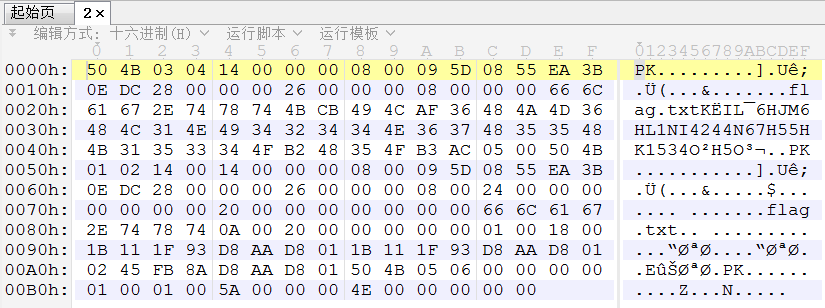 起始页 2 ×
编辑方式: 十六进制(H) 运行脚本 运行模板
0 1 2 3 4 5 6 7 8 9 A B C D E F 0123456789ABCDEF
0000h: 50 4B 03 04 14 00 00 00 08 00 09 5D 08 55 EA 3B PK.........].Uê;
0010h: 0E DC 28 00 00 00 26 00 00 00 08 00 00 00 66 6C .Ü(...&.......fl
0020h: 61 67 2E 74 78 74 4B CB 49 4C AF 36 48 4A 4D 36 ag.txtKËIL¯6HJM6
0030h: 48 4C 31 4E 49 34 32 34 34 4E 36 37 48 35 35 48 HL1NI4244N67H55H
0040h: 4B 31 35 33 34 4F B2 48 35 4F B3 AC 05 00 50 4B K1534O²H5O³¬..PK
0050h: 01 02 14 00 14 00 00 00 08 00 09 5D 08 55 EA 3B ...........].Uê;
0060h: 0E DC 28 00 00 00 26 00 00 00 08 00 24 00 00 00 .Ü(...&.....$...
0070h: 00 00 00 00 20 00 00 00 00 00 00 00 66 6C 61 67 .... .......flag
0080h: 2E 74 78 74 0A 00 20 00 00 00 00 00 01 00 18 00 .txt.. .........
0090h: 1B 11 1F 93 D8 AA D8 01 1B 11 1F 93 D8 AA D8 01 ...“ØªØ....“ØªØ.
00A0h: 02 45 FB 8A D8 AA D8 01 50 4B 05 06 00 00 00 00 .EûŠØªØ.PK......
00B0h: 01 00 01 00 5A 00 00 00 4E 00 00 00 00 00 ....Z...N.....